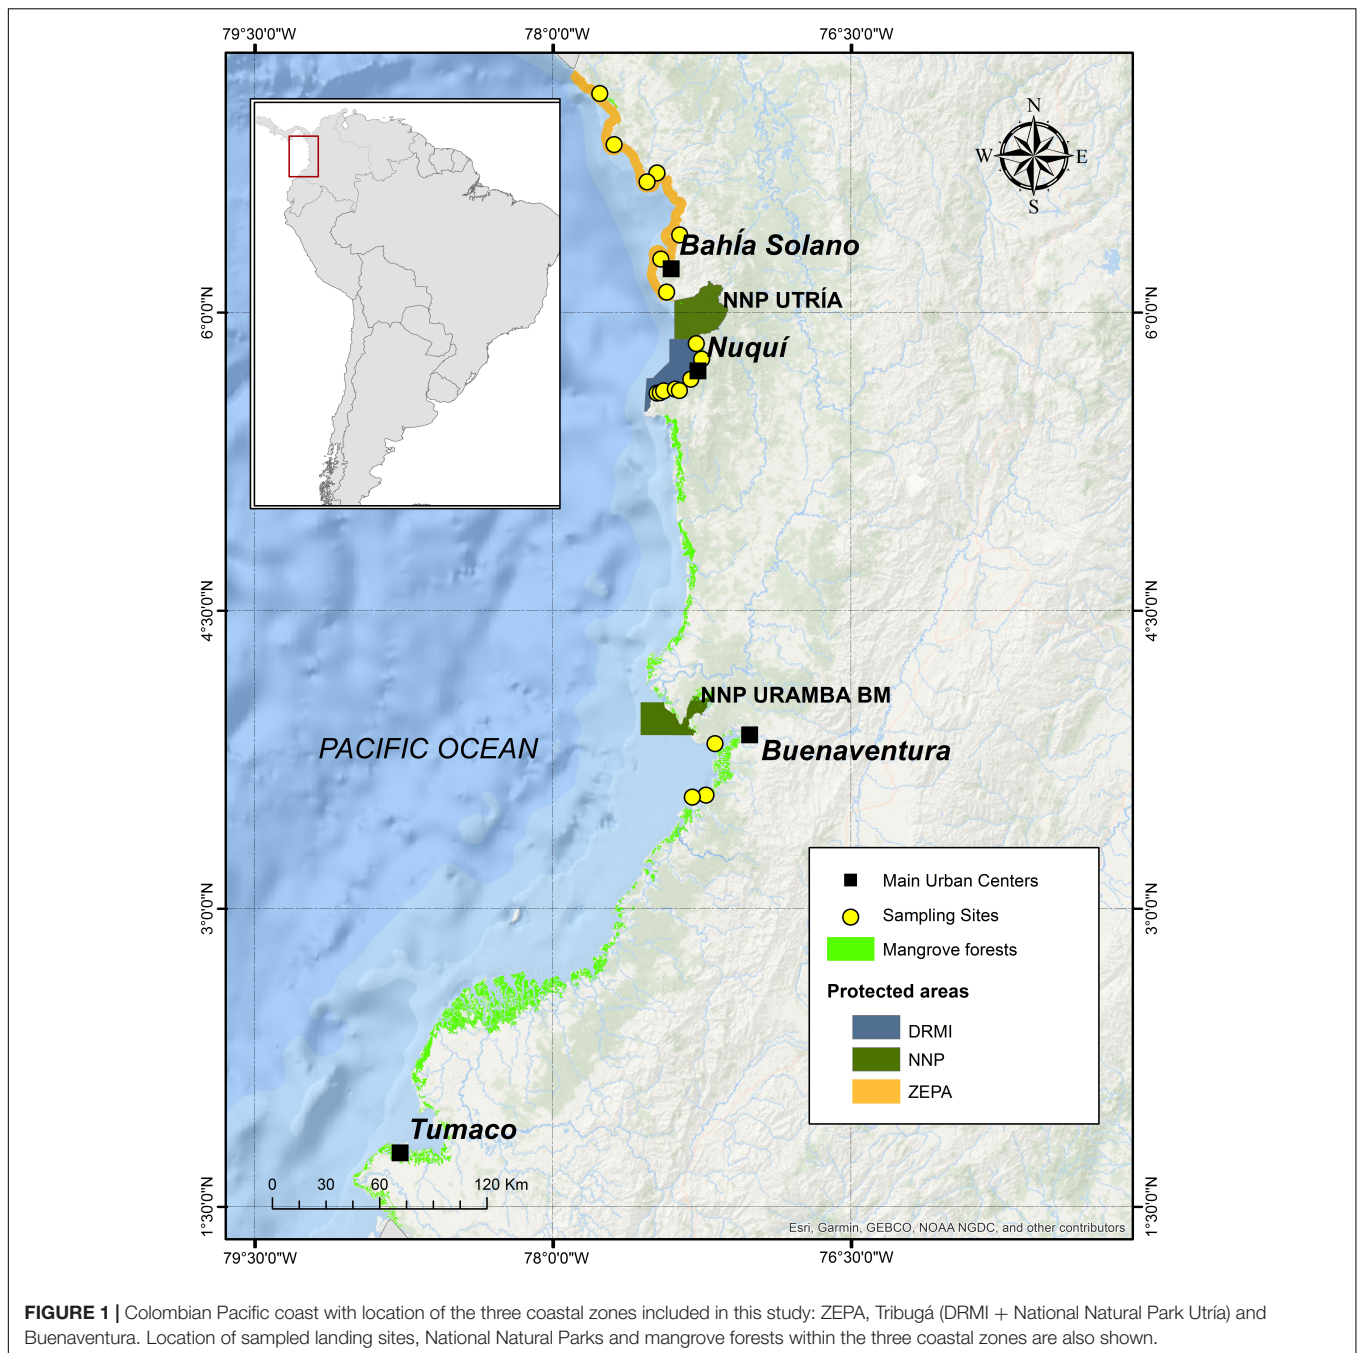 79°30'0"W 78°0'0"W 76°30'0"W
N
W E
S
BahÍa Solano
NNP UTRÍA
6°0'0"N 6°0'0"N
Nuquí
4°30'0"N 4°30'0"N
NNP URAMBA BM
PACIFIC OCEAN
Buenaventura
Main Urban Centers
Sampling Sites
3°0'0"N 3°0'0"N
Mangrove forests
Protected areas
DRMI
NNP
ZEPA
Tumaco
0 30 60 120 Km
1°30'0"N 1°30'0"N
Esri, Garmin, GEBCO, NOAA NGDC, and other contributors
79°30'0"W 78°0'0"W 76°30'0"W
FIGURE 1 | Colombian Pacific coast with location of the three coastal zones included in this study: ZEPA, Tribugá (DRMI + National Natural Park Utría) and
Buenaventura. Location of sampled landing sites, National Natural Parks and mangrove forests within the three coastal zones are also shown.